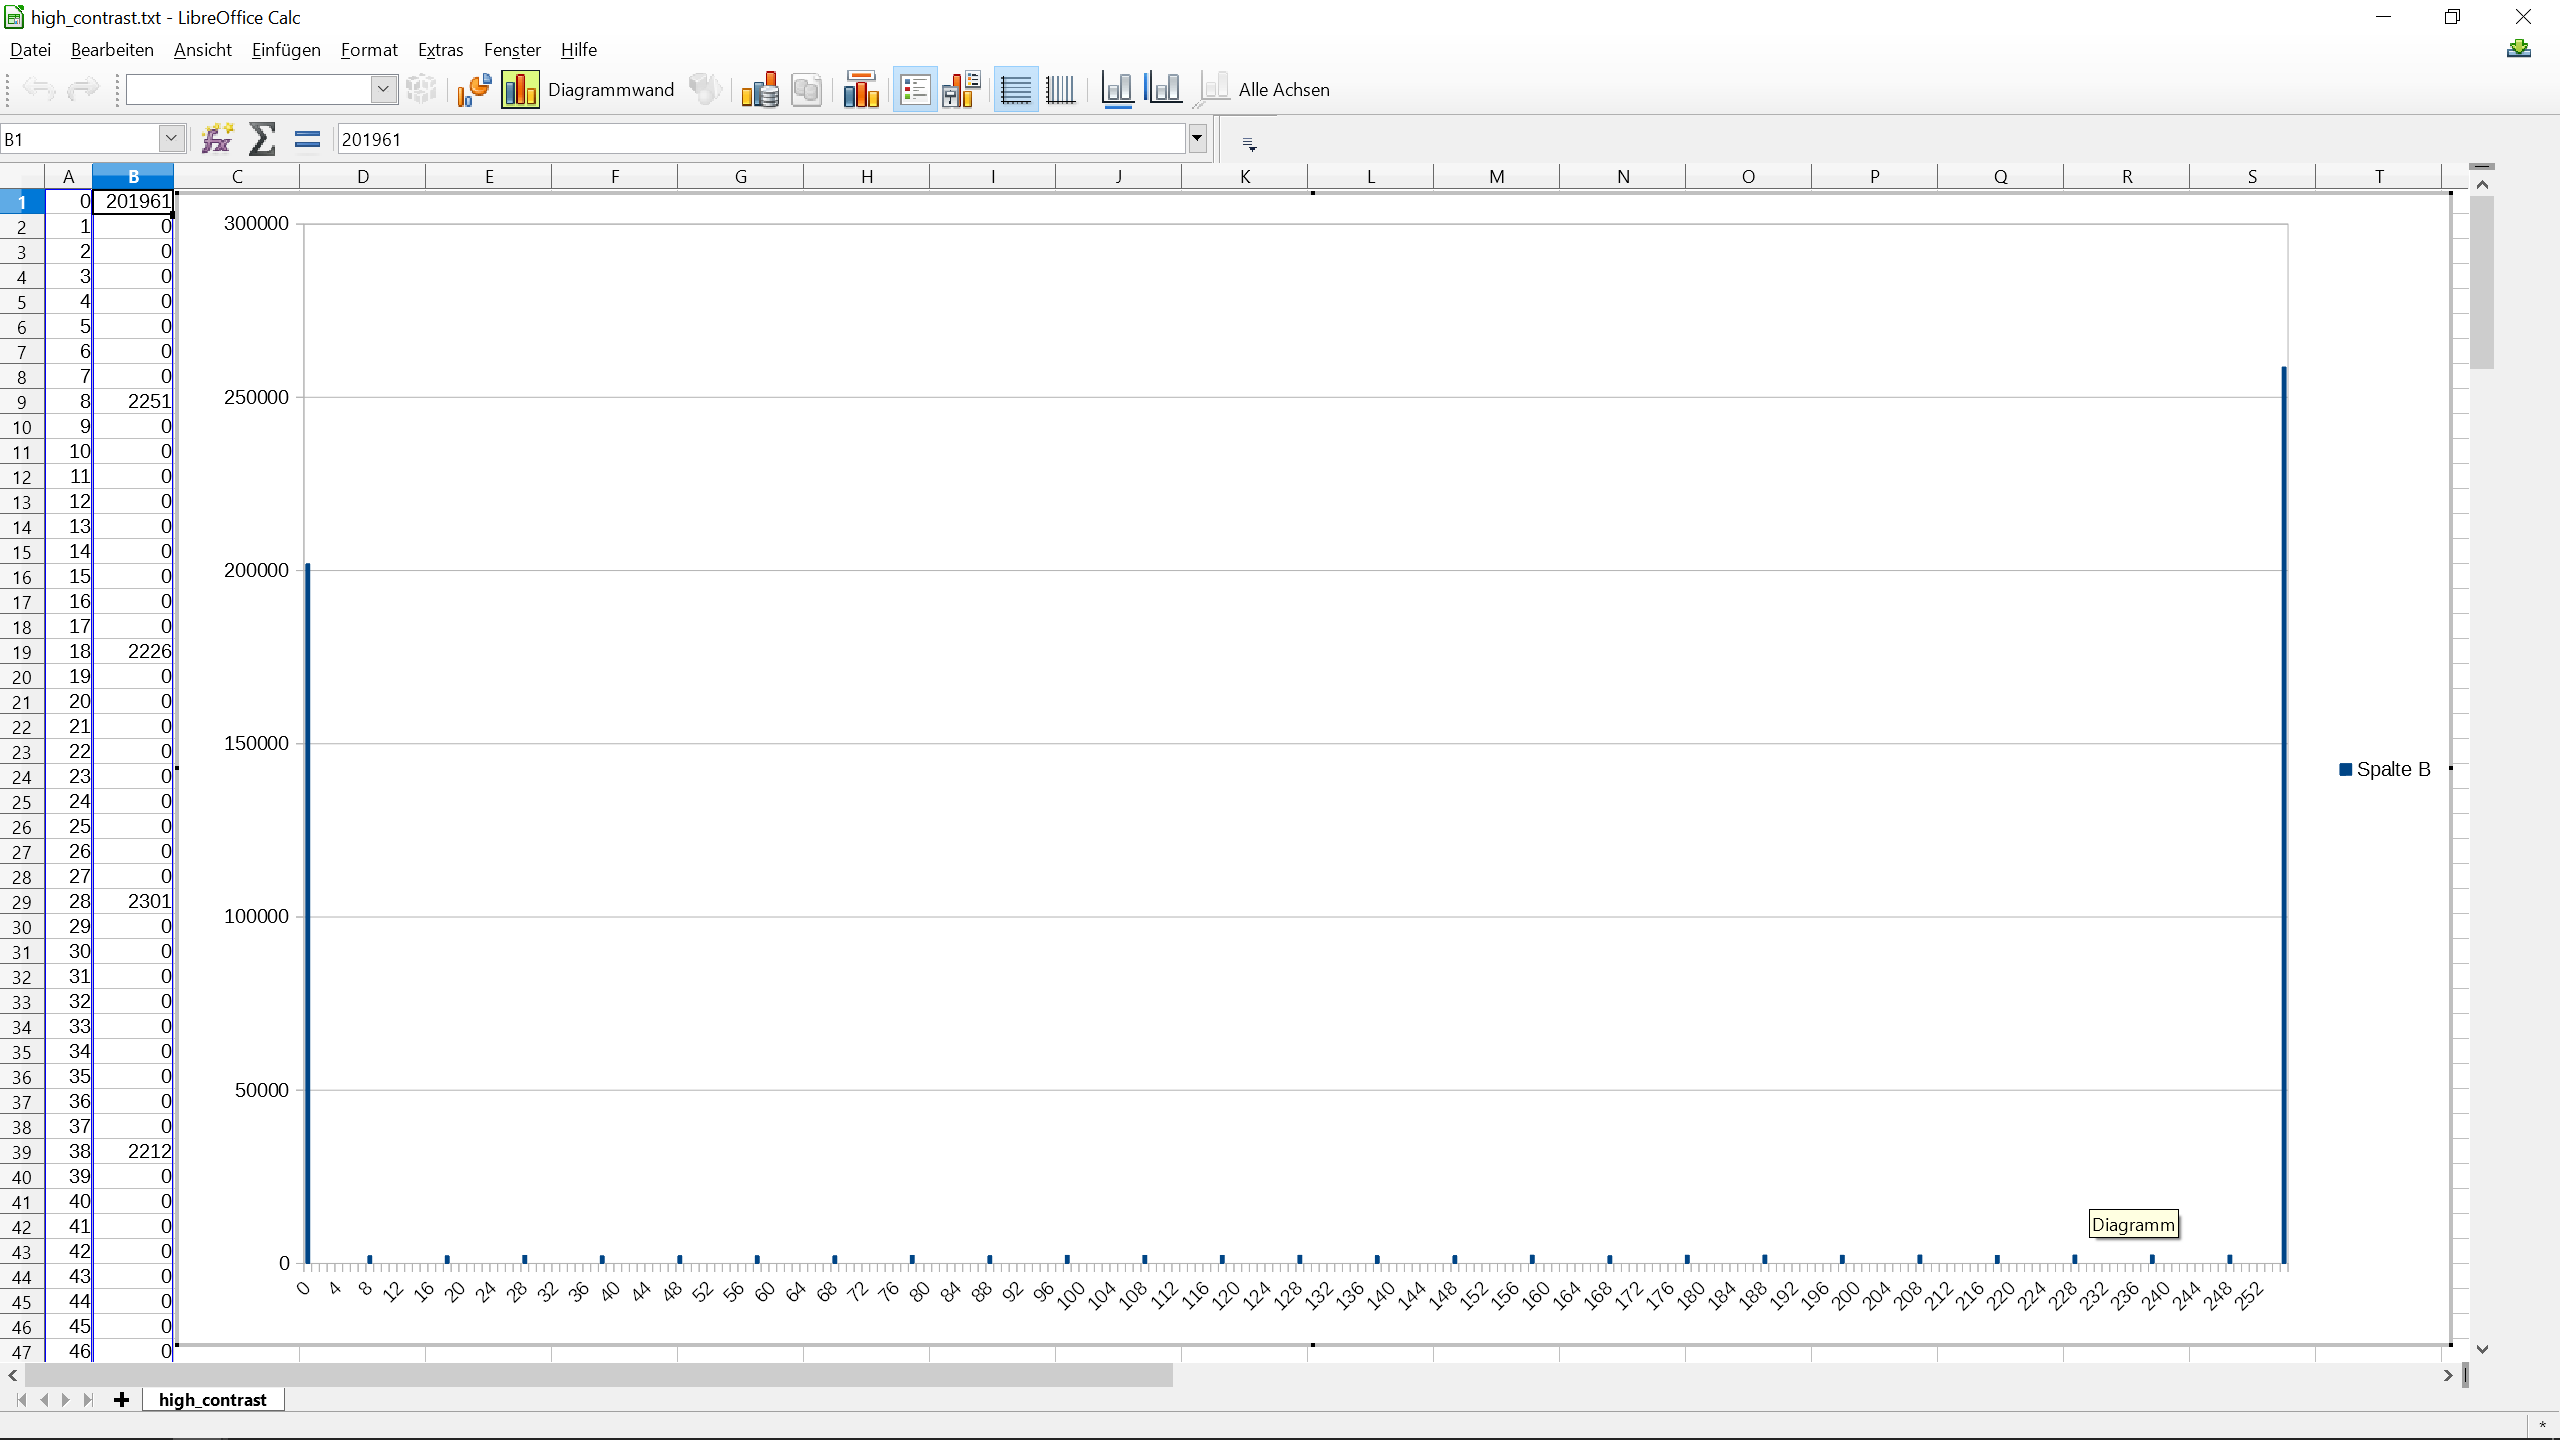 high_contrast.txt - LibreOffice Calc
Datei Bearbeiten Ansicht Einfügen Format Extras Fenster Hilfe
Diagrammwand Alle Achsen
B1 201961
A B C D E F G H I J K L M N O P Q R S T
1 0 201961
2 1 0
3 2 0
4 3 0
5 4 0
6 5 0
7 6 0
8 7 0
9 8 2251
10 9 0
11 10 0
12 11 0
13 12 0
14 13 0
15 14 0
16 15 0
17 16 0
18 17 0
19 18 2226
20 19 0
21 20 0
22 21 0
23 22 0
24 23 0
25 24 0
26 25 0
27 26 0
28 27 0
29 28 2301
30 29 0
31 30 0
32 31 0
33 32 0
34 33 0
35 34 0
36 35 0
37 36 0
38 37 0
39 38 2212
40 39 0
41 40 0
42 41 0
43 42 0
44 43 0
45 44 0
46 45 0
47 46 0
300000
250000
200000
150000
100000
50000
0
Spalte B
Diagramm
0 4 8 12 16 20 24 28 32 36 40 44 48 52 56 60 64 68 72 76 80 84 88 92 96 100 104 108 112 116 120 124 128 132 136 140 144 148 152 156 160 164 168 172 176 180 184 188 192 196 200 204 208 212 216 220 224 228 232 236 240 244 248 252
high_contrast
*